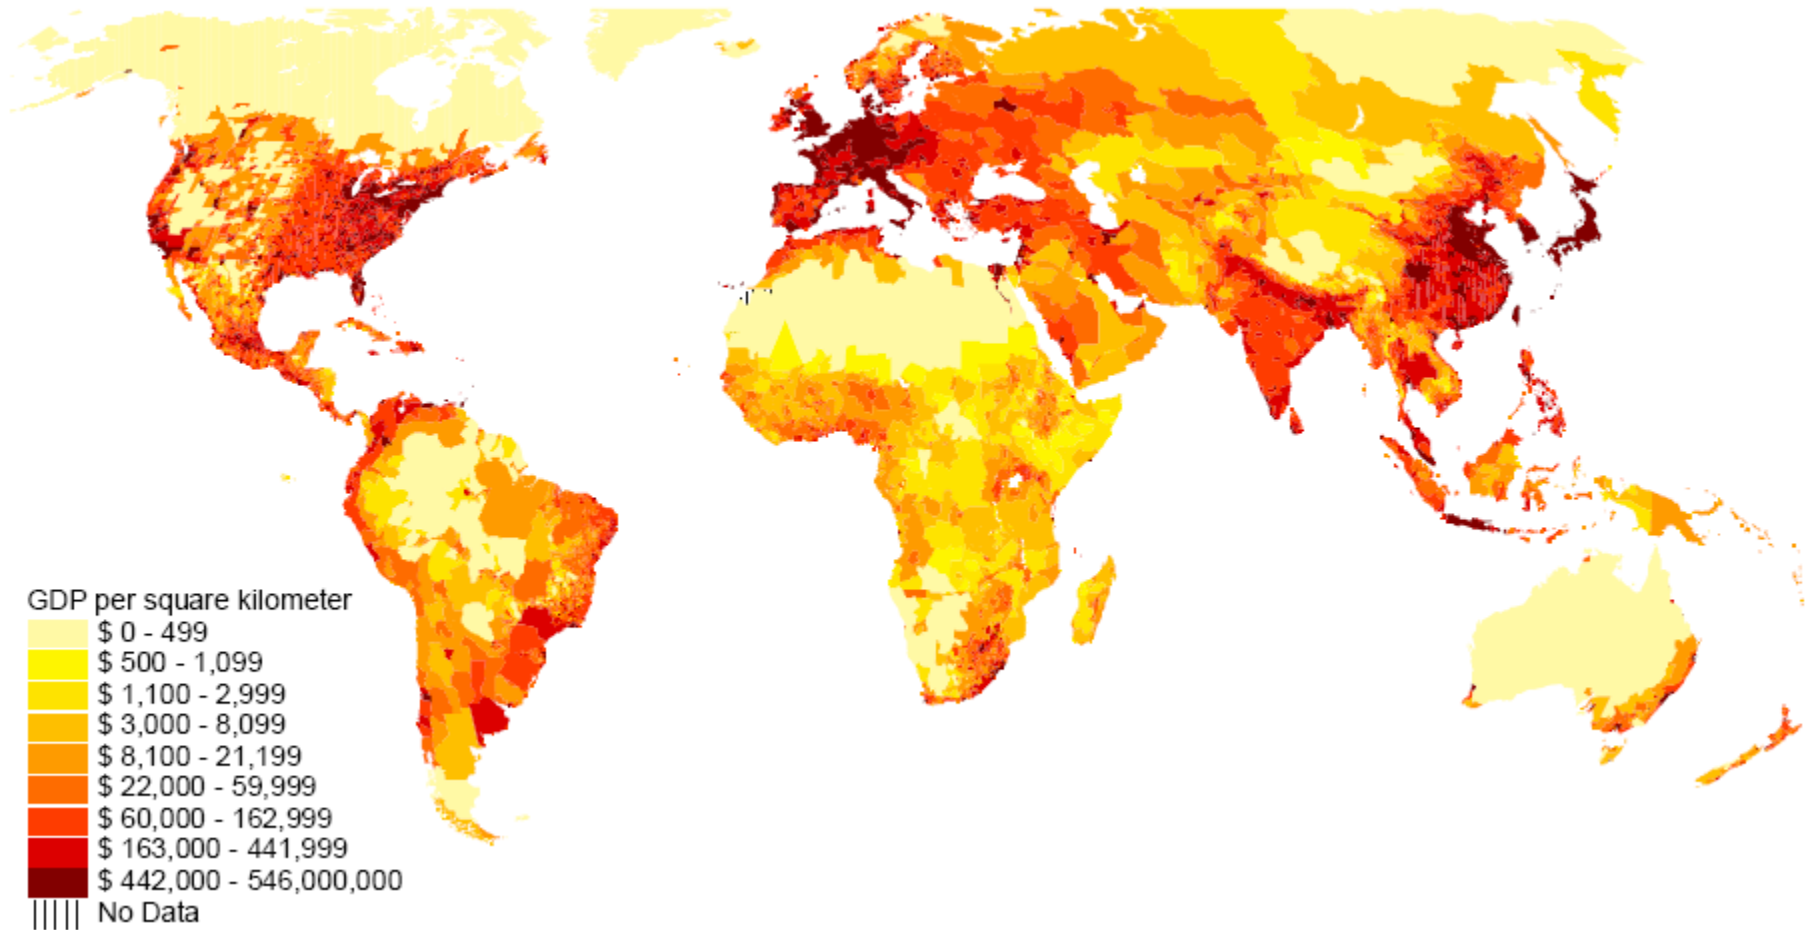 GDP per square kilometer
$ 0 - 499
$ 500 - 1,099
$ 1,100 - 2,999
$ 3,000 - 8,099
$ 8,100 - 21,199
$ 22,000 - 59,999
$ 60,000 - 162,999
$ 163,000 - 441,999
$ 442,000 - 546,000,000
No Data